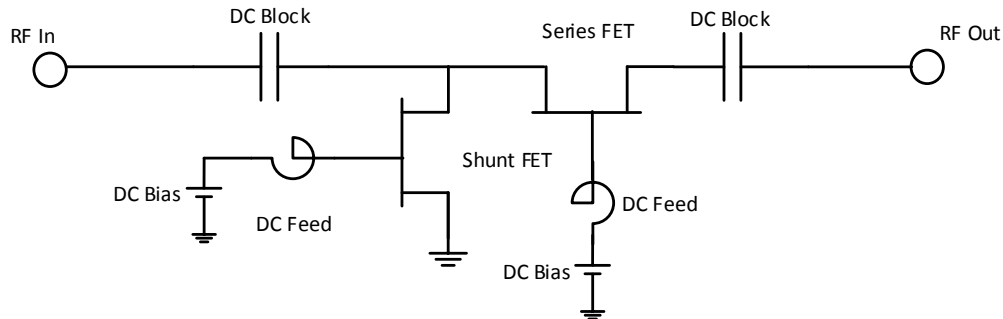 DC Block
Series FET
DC Block
RF In
RF Out
Shunt FET
DC Bias
DC Feed
DC Feed
DC Bias